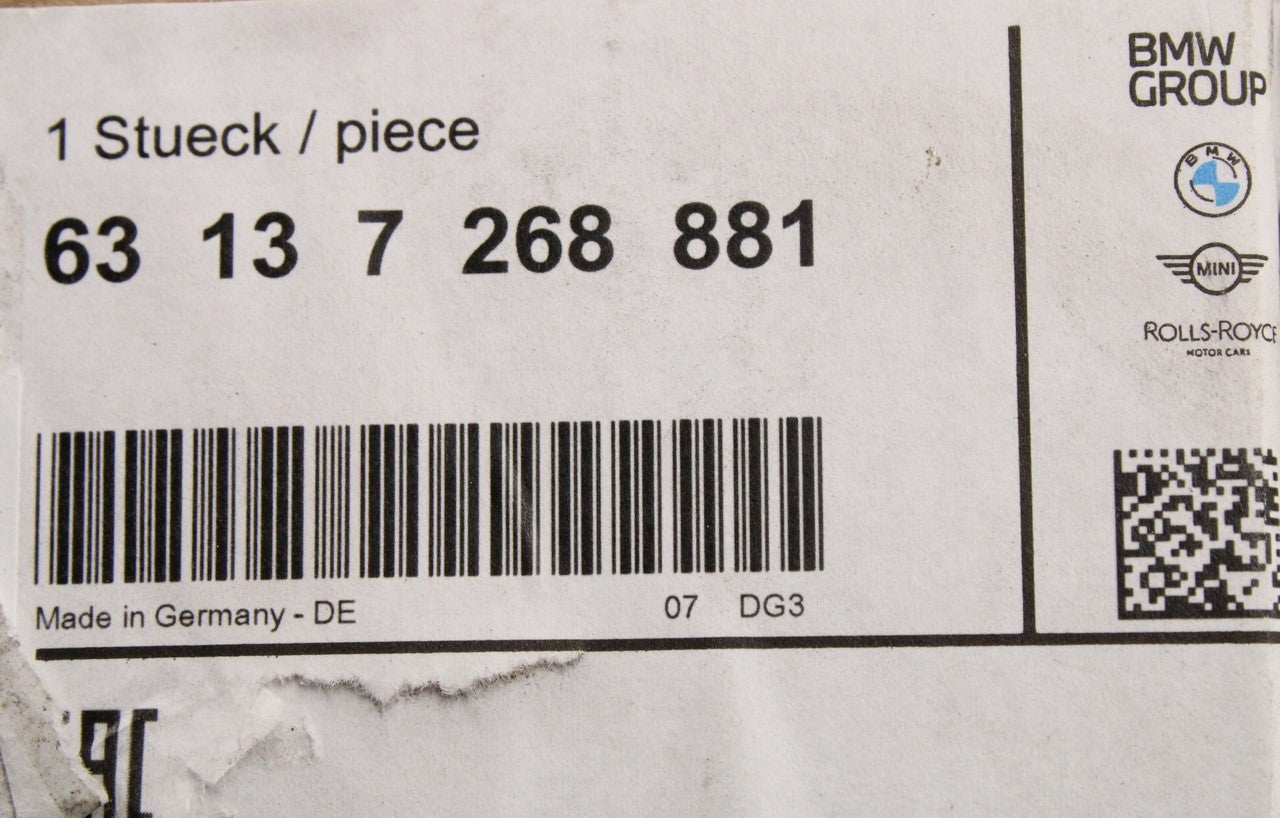 1 Stueck / piece
63 13 7 268 881
Made in Germany - DE
07 DG3
BMW
GROUP
BMW
MINI
ROLLS-ROYCE
MOTOR CARS